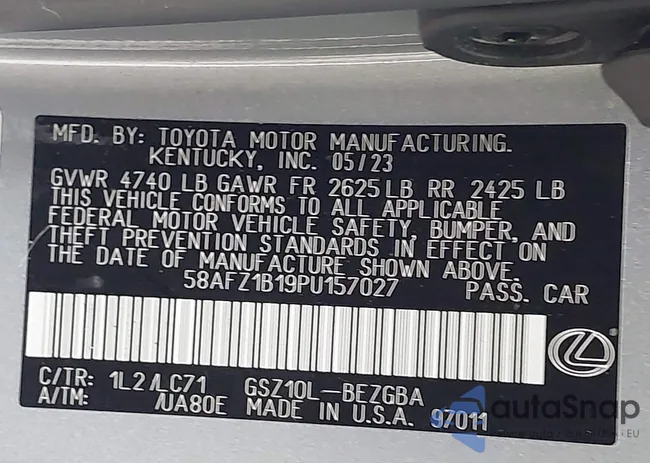 MFD. BY: TOYOTA MOTOR MANUFACTURING.
KENTUCKY, INC. 05/23
GVWR 4740 LB GAWR FR 2625 LB RR 2425 LB
THIS VEHICLE CONFORMS TO ALL APPLICABLE
FEDERAL MOTOR VEHICLE SAFETY, BUMPER, AND
THEFT PREVENTION STANDARDS IN EFFECT ON
THE DATE OF MANUFACTURE SHOWN ABOVE.
58AFZ1B19PU157027 PASS. CAR
C/TR: 1L2/LC71 GSZ10L-BEZGBA
A/TM: /UA80E MADE IN U.S.A. 97011
autaSnap
EU